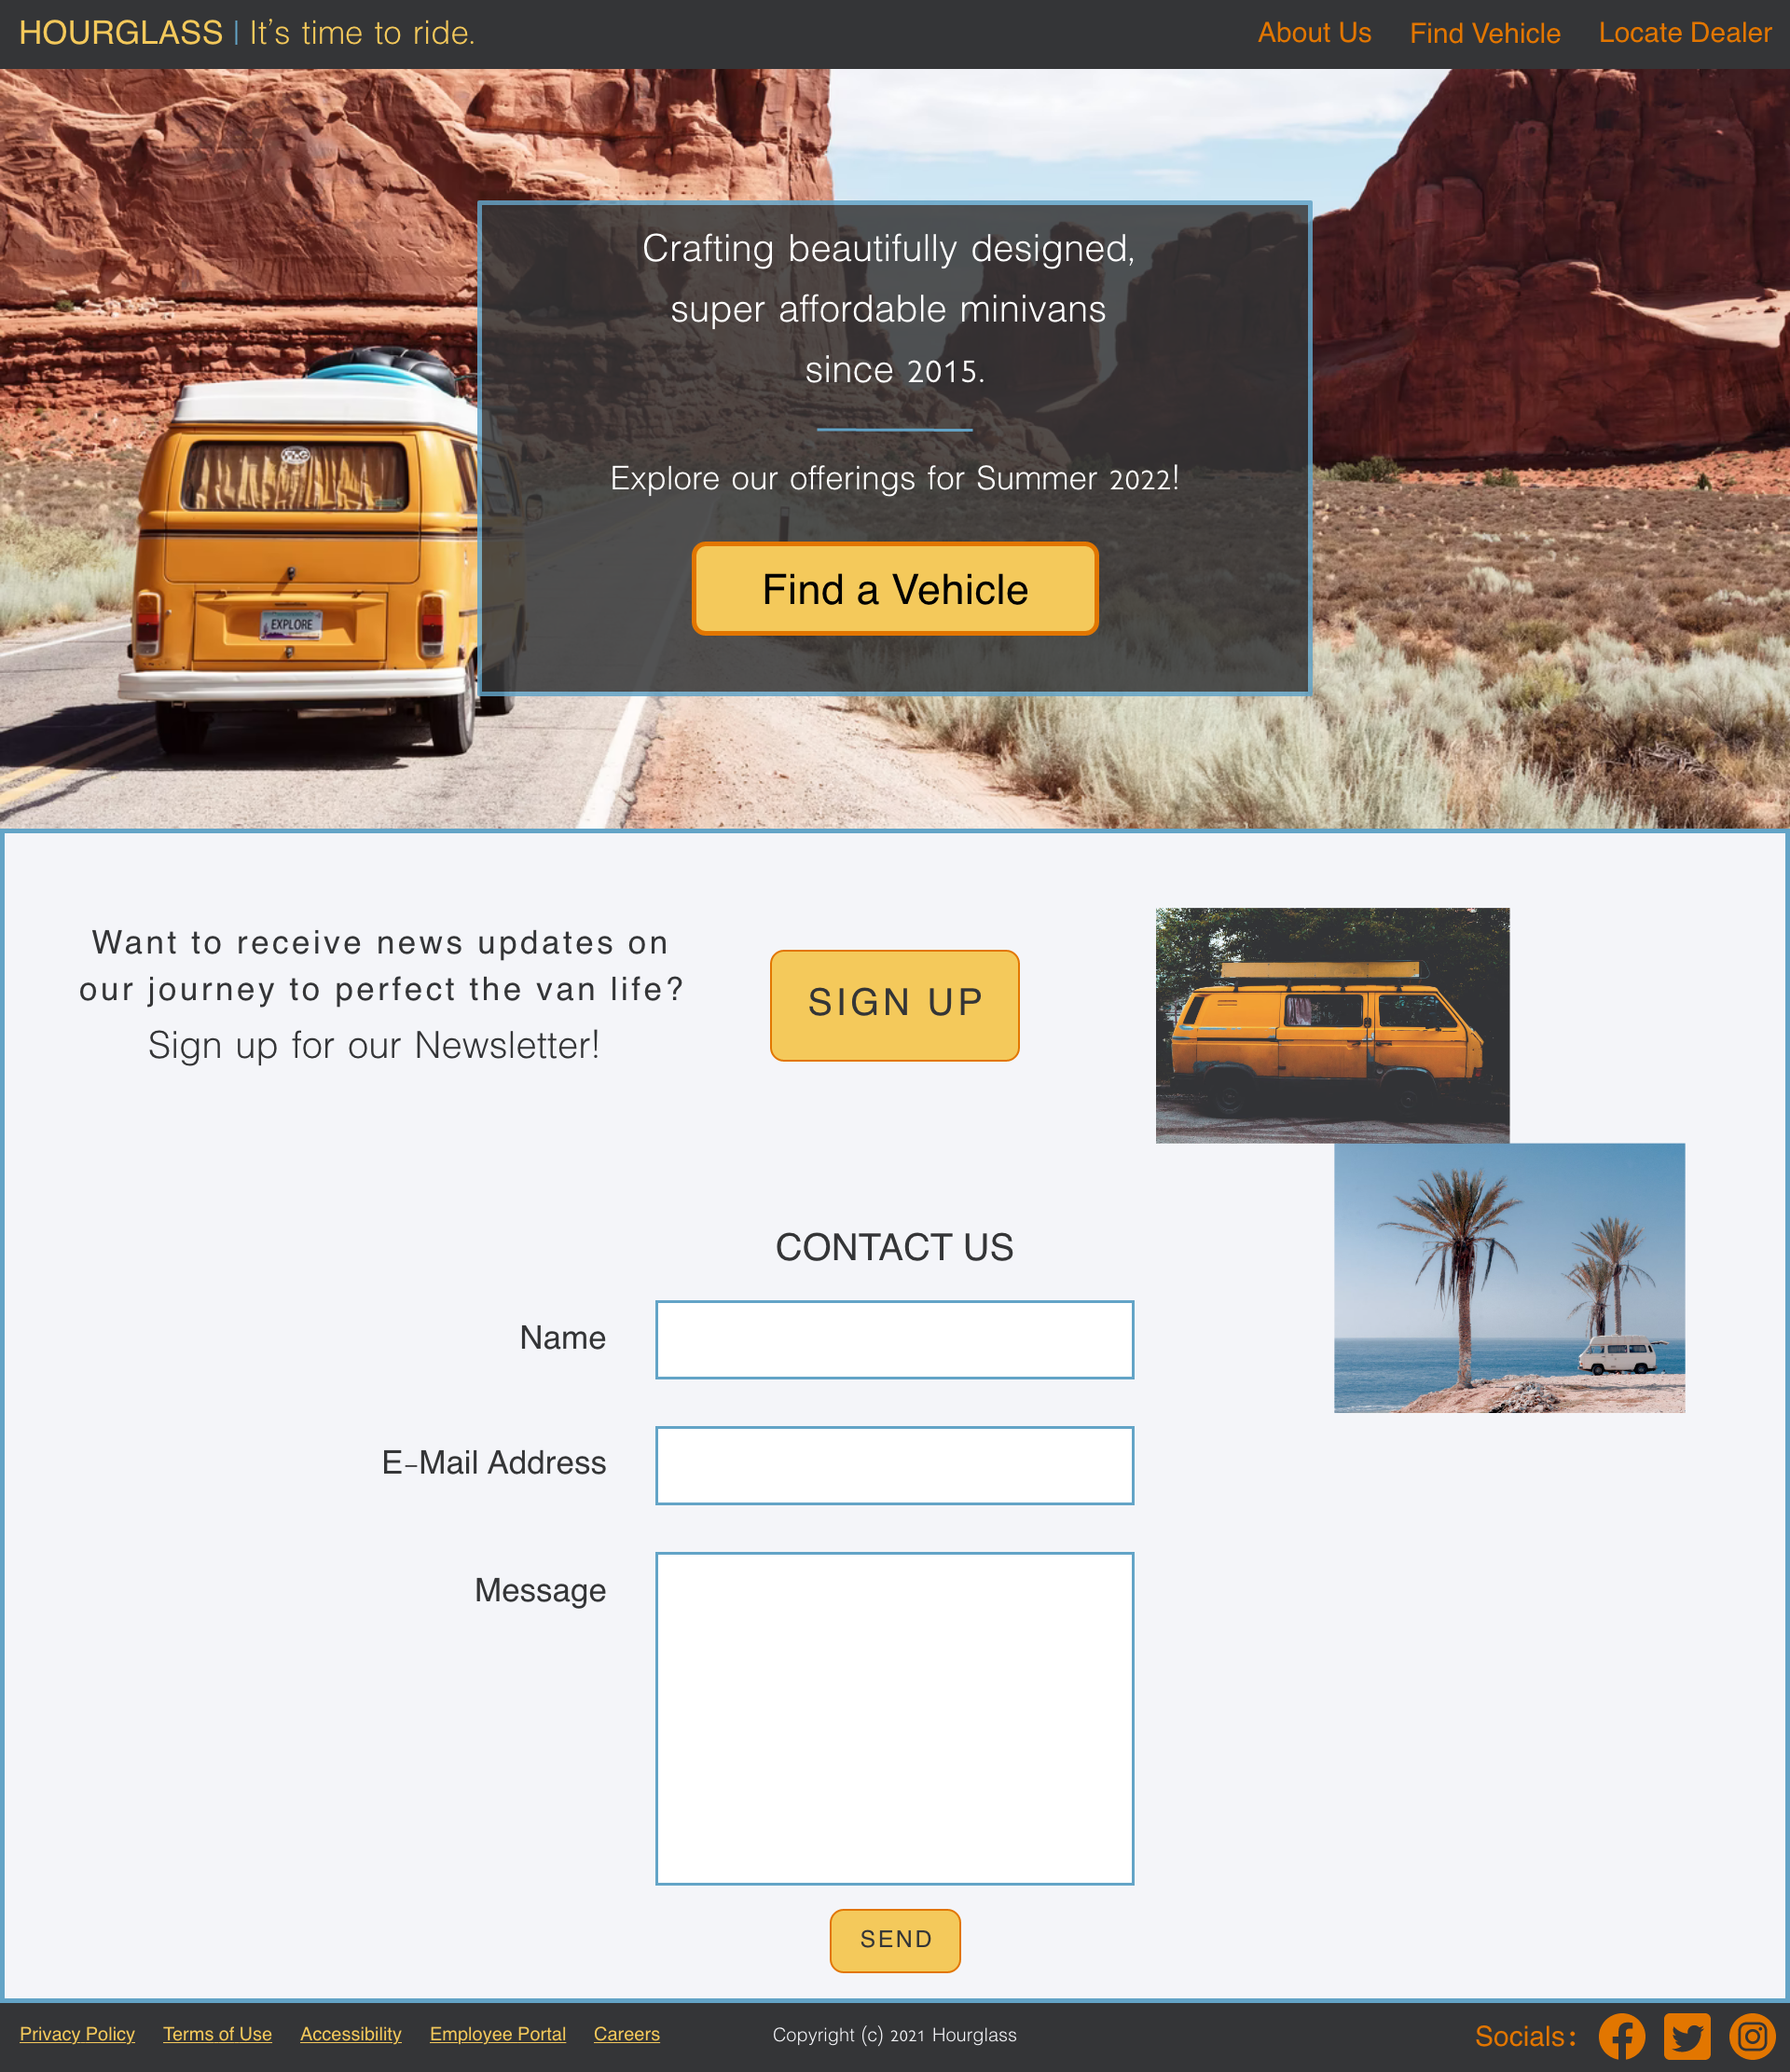 HOURGLASS | It's time to ride.
About Us Find Vehicle Locate Dealer
Crafting beautifully designed,
super affordable minivans
since 2015.
Explore our offerings for Summer 2022!
Find a Vehicle
EXPLORE
Want to receive news updates on
our journey to perfect the van life?
Sign up for our Newsletter!
SIGN UP
CONTACT US
Name
E-Mail Address
Message
SEND
Privacy Policy Terms of Use Accessibility Employee Portal Careers
Copyright (c) 2021 Hourglass
Socials: